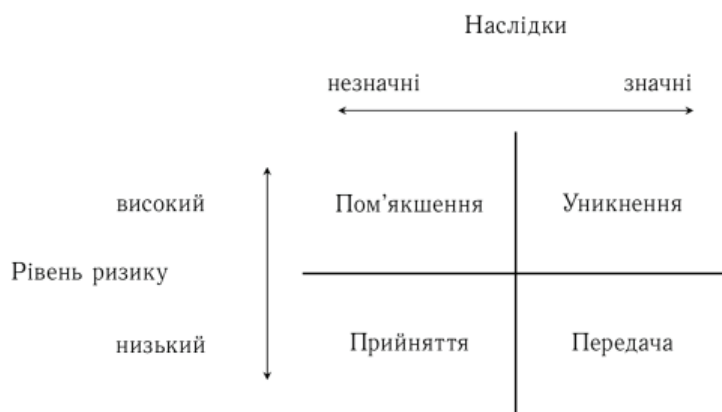 Наслідки
незначні значні
високий Пом’якшення Уникнення
Рівень ризику
низький Прийняття Передача